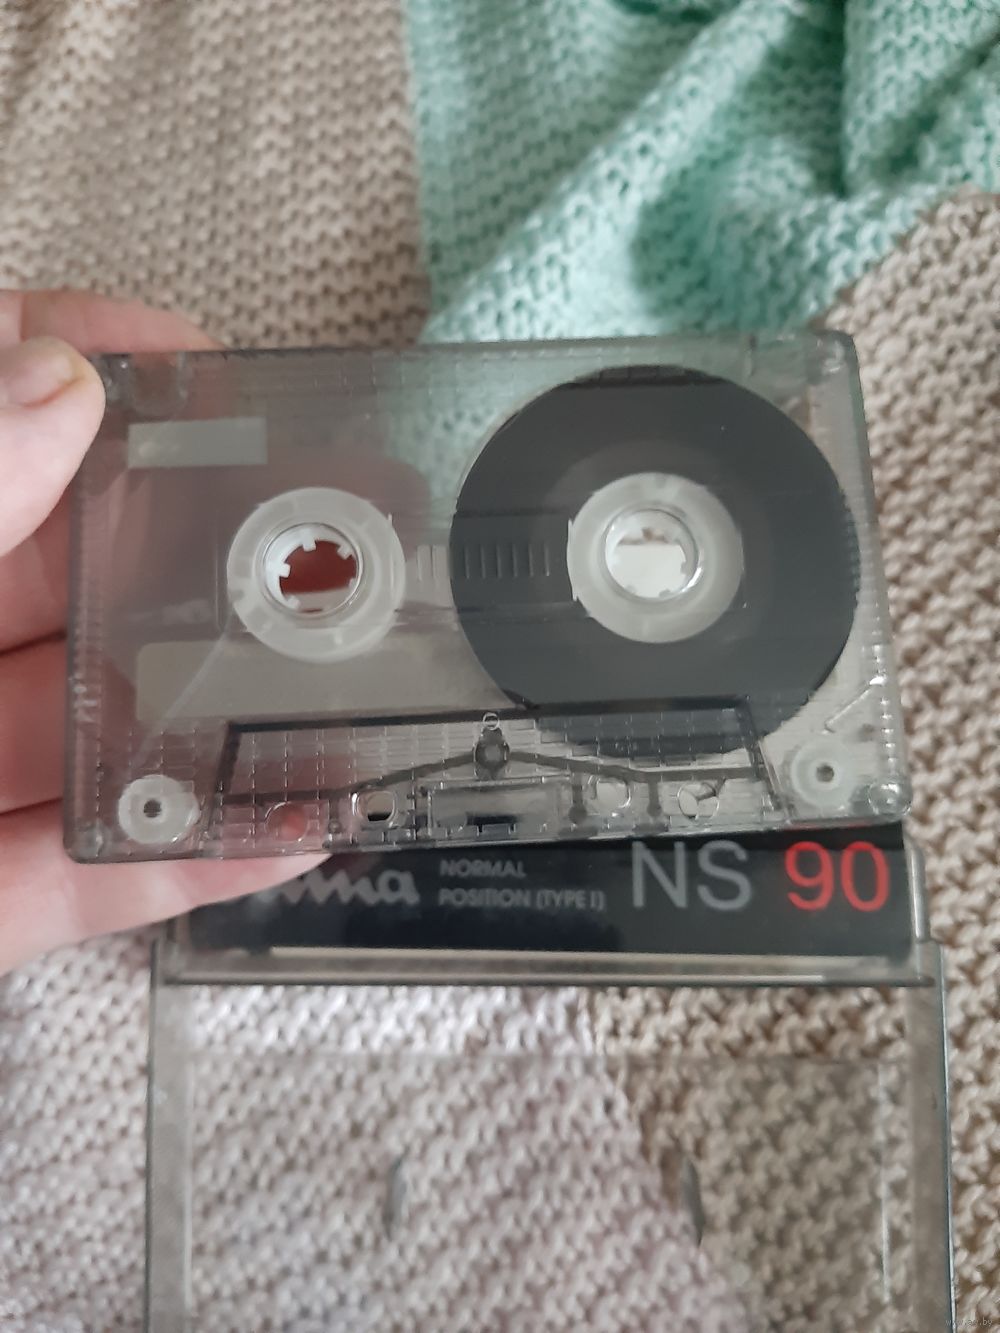 NORMAL
POSITION (TYPE I)
NS 90